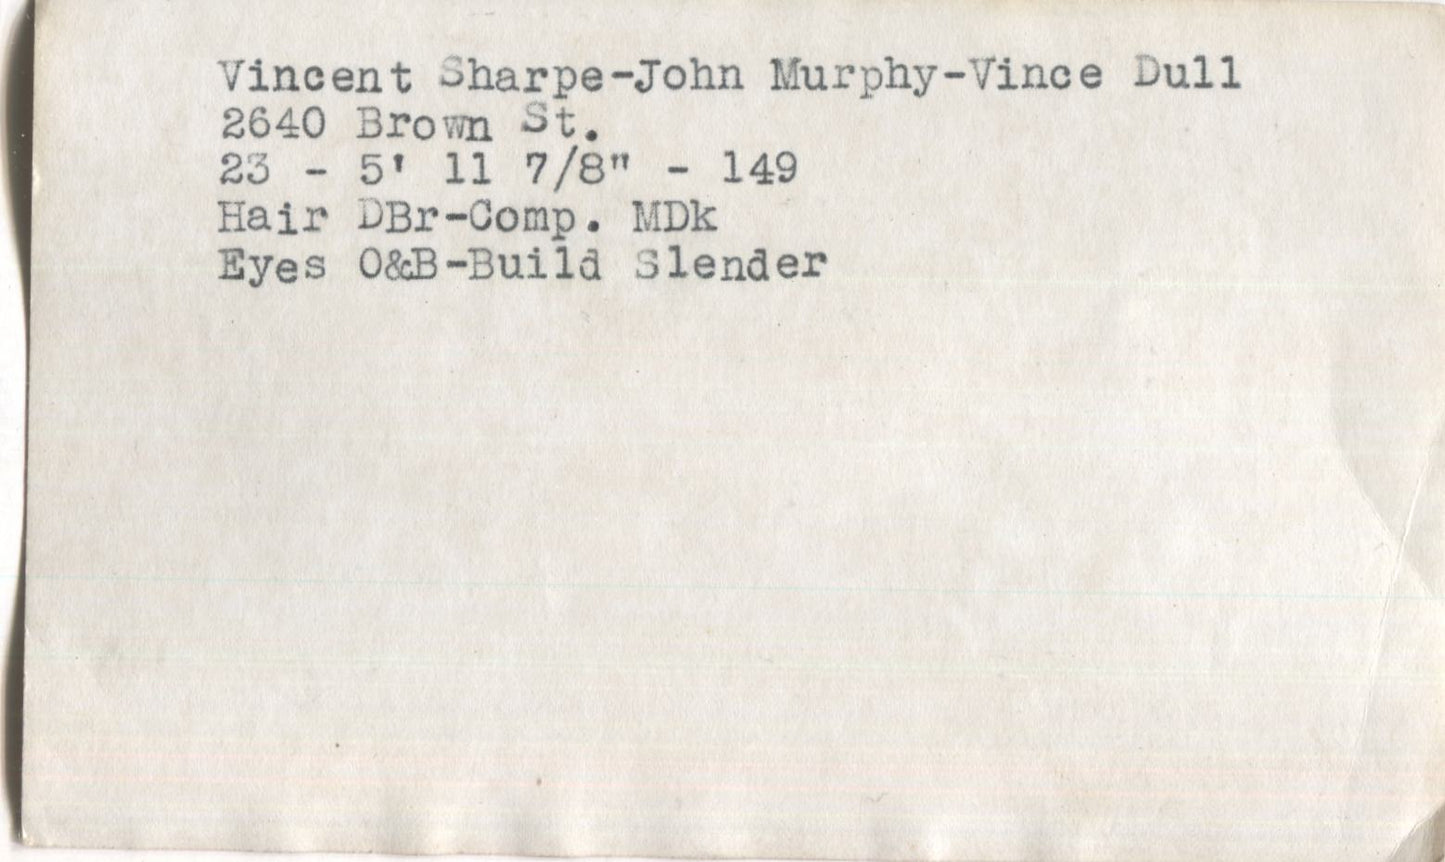 Vincent Sharpe-John Murphy-Vince Dull
2640 Brown St.
23 - 5' 11 7/8" - 149
Hair DBr-Comp. MDk
Eyes O&B-Build Slender